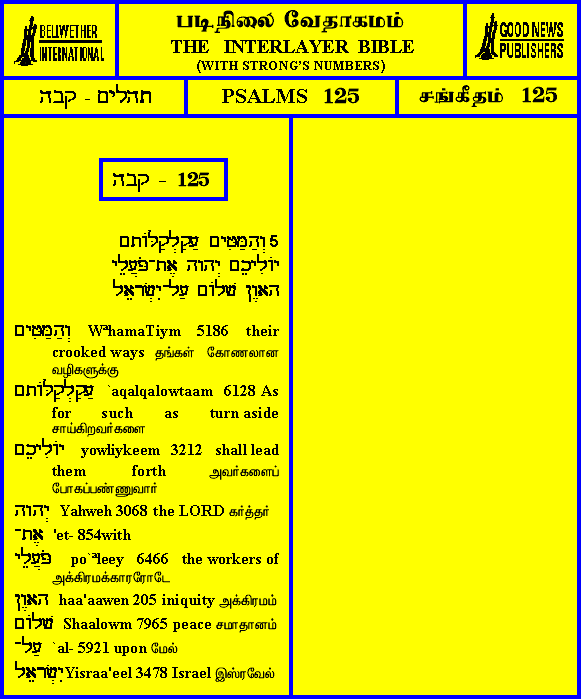 BELLWETHER
INTERNATIONAL
படிநிலை வேதாகமம்
THE INTERLAYER BIBLE
(WITH STRONG'S NUMBERS)
GOOD NEWS
PUBLISHERS
תהלים - קכה
PSALMS 125
சங்கீதம் 125
קכה - 125
5 וְהַמַּטִּים עֲקַלְקַלּוֹתָם
יוֹלִיכֵם יְהוָה אֶת־פֹּעֲלֵי
הָאָוֶן שָׁלוֹם עַל־יִשְׂרָאֵל
וְהַמַּטִּים WªhamaTiym 5186 their
crooked ways தங்கள் கோணலான
வழிகளுக்கு
עֲקַלְקַלּוֹתָם `aqalqalowtaam 6128 As
for such as turn aside
சாய்கிறவர்களை
יוֹלִיכֵם yowliykeem 3212 shall lead
them forth அவர்களைப்
போகப்பண்ணுவார்
יְהוָה Yahweh 3068 the LORD கர்த்தர்
אֶת־ 'et- 854with
פֹּעֲלֵי po`ªleey 6466 the workers of
அக்கிரமக்காரரோடே
הָאָוֶן haa'aawen 205 iniquity அக்கிரமம்
שָׁלוֹם Shaalowm 7965 peace சமாதானம்
עַל־ `al- 5921 upon மேல்
יִשְׂרָאֵל Yisraa'eel 3478 Israel இஸ்ரவேல்